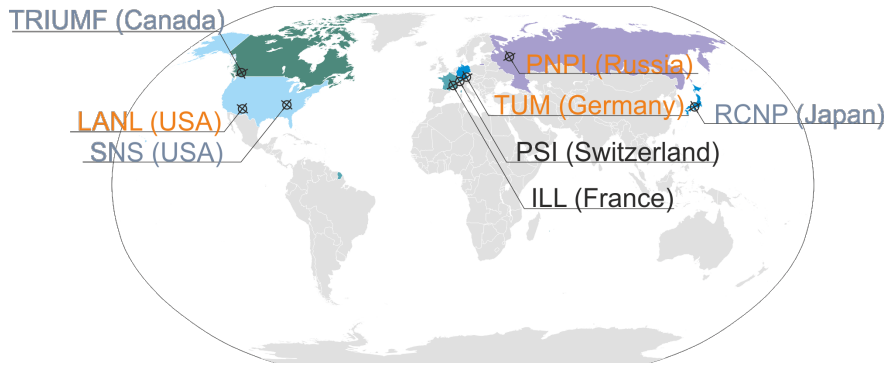 TRIUMF (Canada)
PNPI (Russia)
LANL (USA)
TUM (Germany)
RCNP (Japan)
SNS (USA)
PSI (Switzerland)
ILL (France)